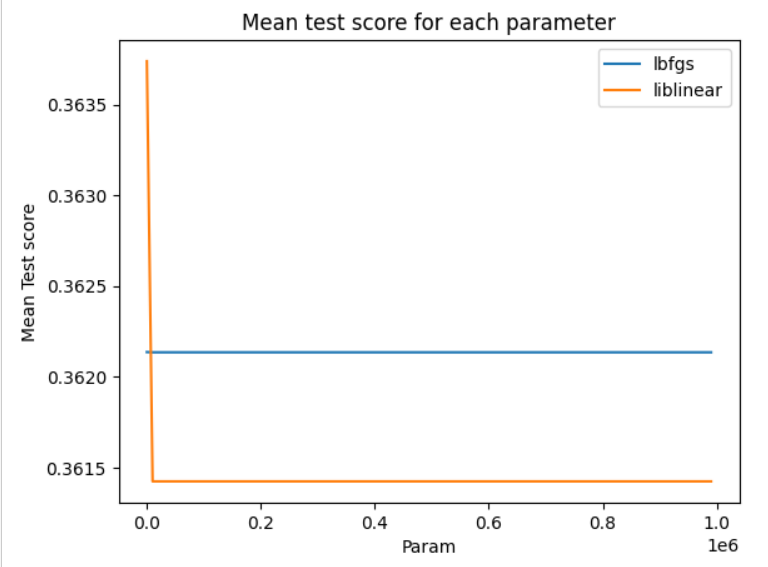 Mean test score for each parameter
lbfgs
liblinear
0.3635
0.3630
0.3625
0.3620
0.3615
Mean Test score
0.0 0.2 0.4 0.6 0.8 1.0
1e6
Param